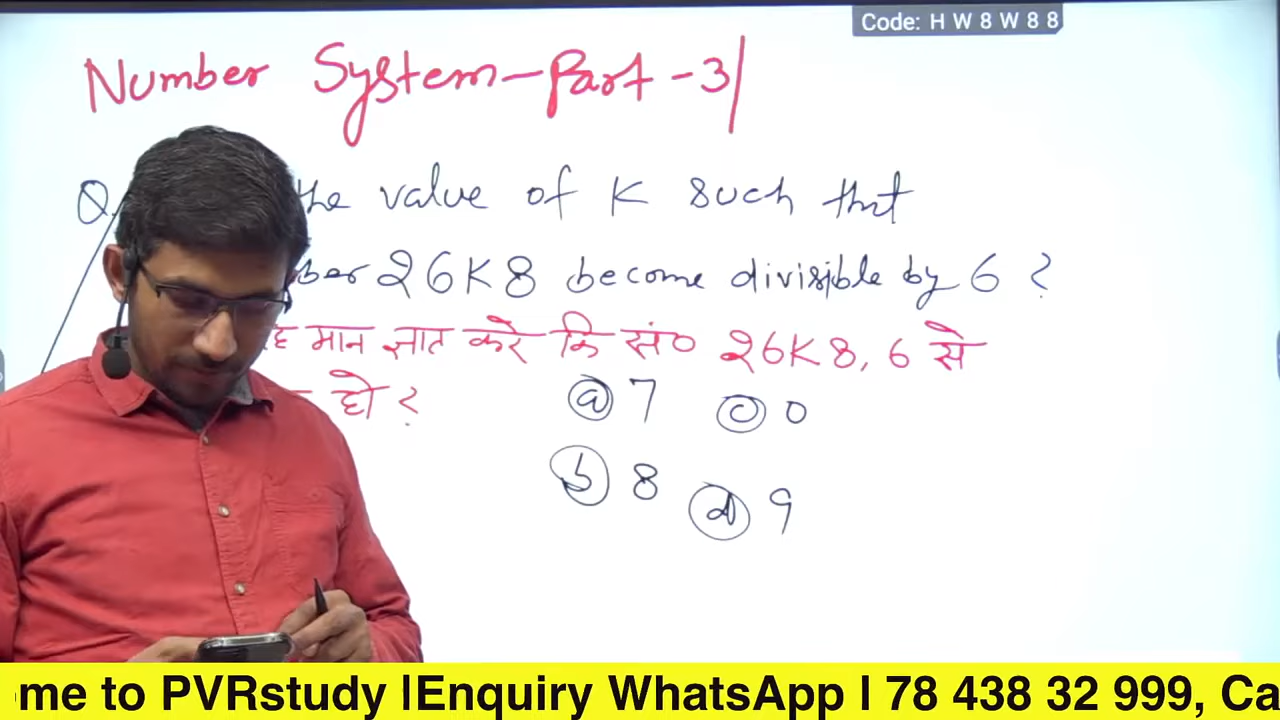 Code: H W 8 W 8 8
Number System-Part-3
Q. the value of K such that
ber 26K8 become divisible by 6 ?
मान ज्ञात करे कि सं० 26K8, 6 से
हो ?
(a) 7 (c) 0
(b) 8 (d) 9
me to PVRstudy |Enquiry WhatsApp | 78 438 32 999, Ca